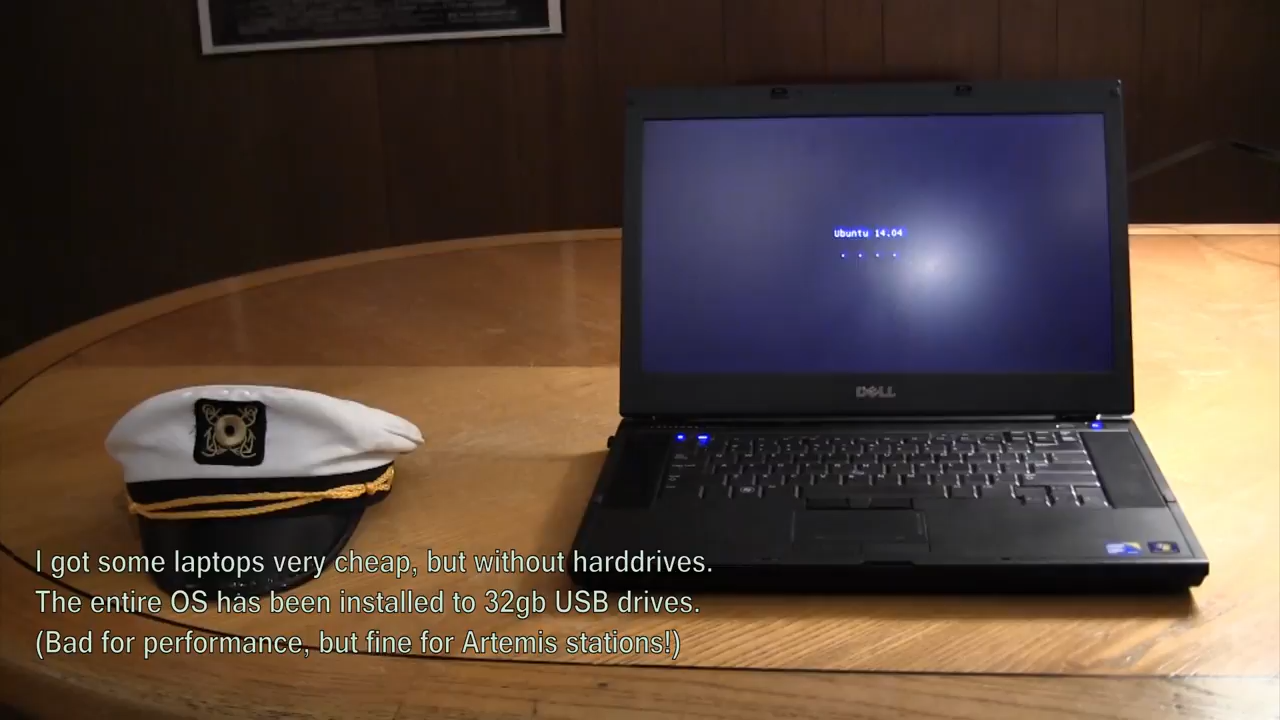 Ubuntu 14.04
DELL
I got some laptops very cheap, but without harddrives.
The entire OS has been installed to 32gb USB drives.
(Bad for performance, but fine for Artemis stations!)